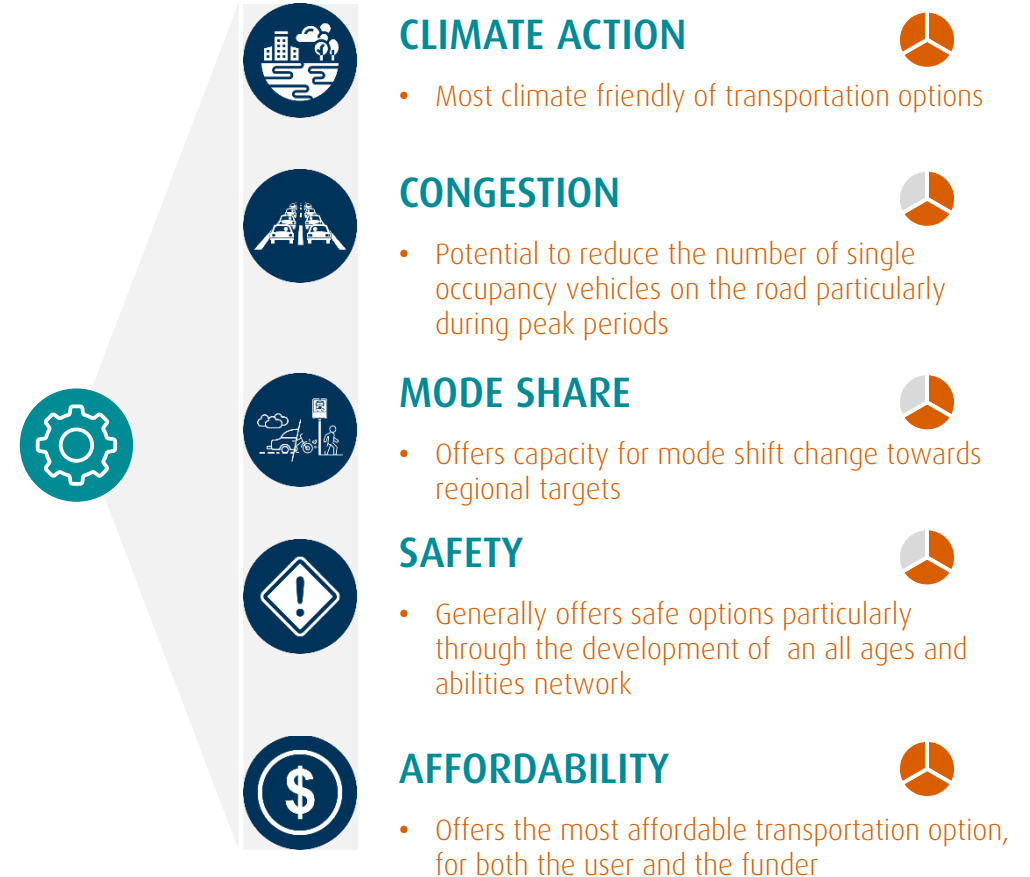 CLIMATE ACTION
• Most climate friendly of transportation options
CONGESTION
• Potential to reduce the number of single
occupancy vehicles on the road particularly
during peak periods
MODE SHARE
• Offers capacity for mode shift change towards
regional targets
SAFETY
• Generally offers safe options particularly
through the development of  an all ages and
abilities network
$
AFFORDABILITY
• Offers the most affordable transportation option,
for both the user and the funder